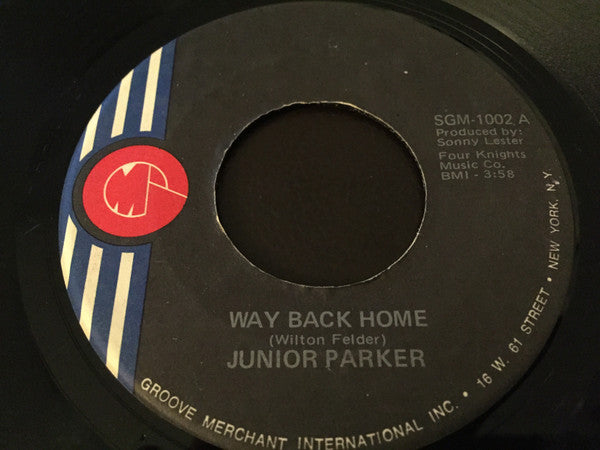 SGM-1002 A
Produced by:
Sonny Lester
Four Knights
Music Co.
BMI - 3:58
WAY BACK HOME
(Wilton Felder)
JUNIOR PARKER
GROOVE MERCHANT INTERNATIONAL INC. • 16 W. 61 STREET • NEW YORK, N.Y.